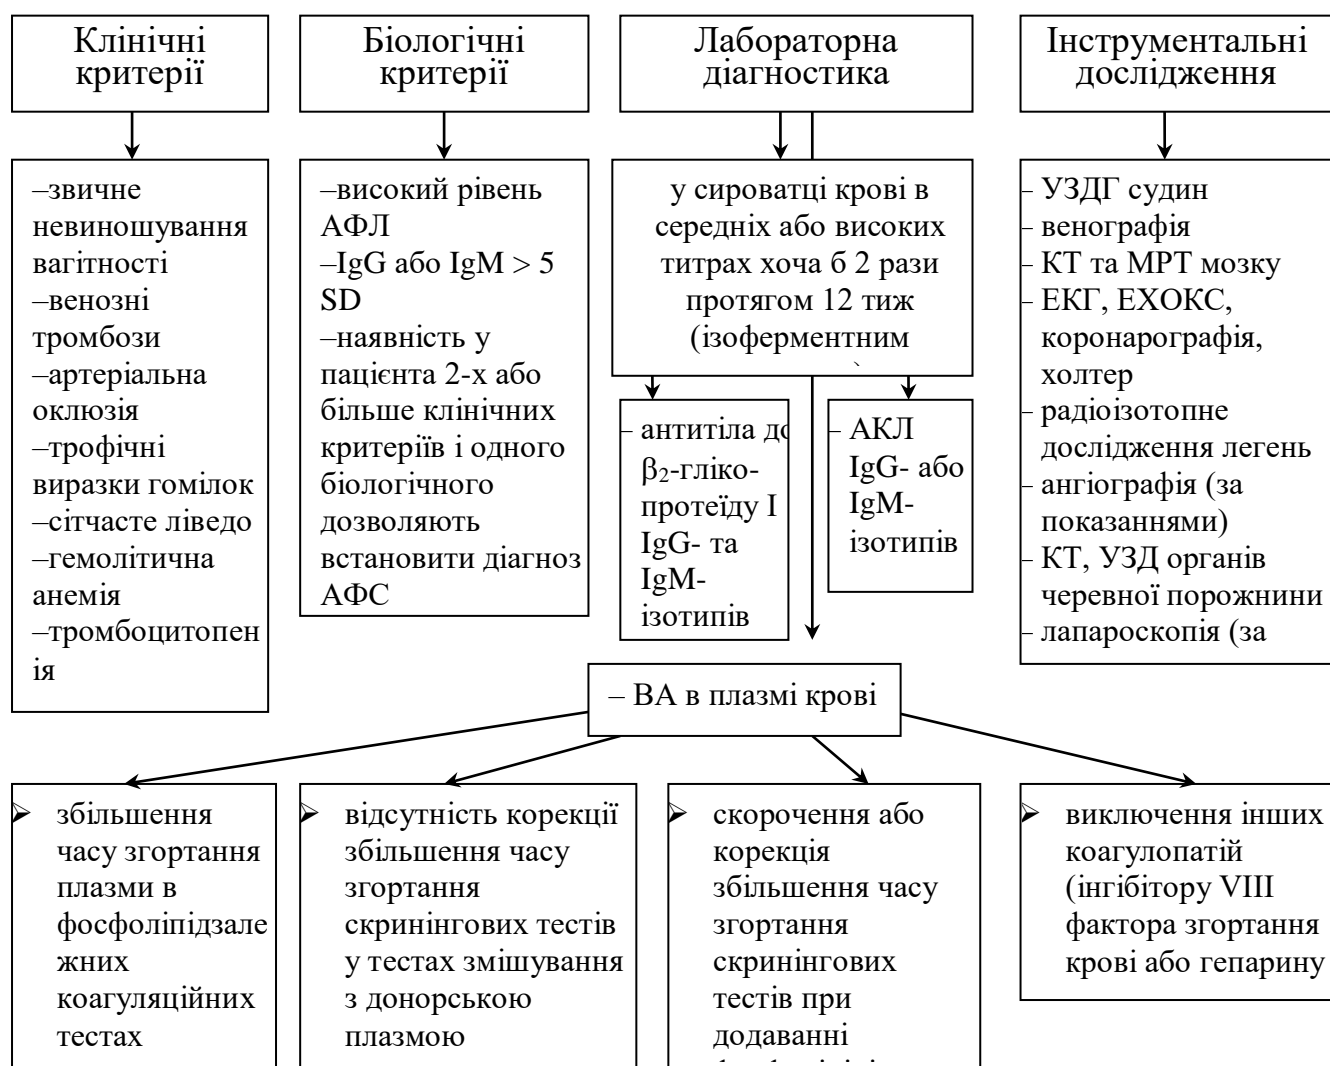 Клінічні
критерії
Біологічні
критерії
Лабораторна
діагностика
Інструментальні
дослідження
–звичне
невиношування
вагітності
–венозні
тромбози
–артеріальна
оклюзія
–трофічні
виразки гомілок
–сітчасте ліведо
–гемолітична
анемія
–тромбоцитопен
ія
–високий рівень
АФЛ
–IgG або IgM > 5
SD
–наявність у
пацієнта 2-х або
більше клінічних
критеріїв і одного
біологічного
дозволяють
встановити діагноз
АФС
у сироватці крові в
середніх або високих
титрах хоча б 2 рази
протягом 12 тиж
(ізоферментним
– антитіла до
β₂-гліко-
протеїду I
IgG- та
IgM-
ізотипів
– АКЛ
IgG- або
IgM-
ізотипів
– УЗДГ судин
– венографія
– КТ та МРТ мозку
– ЕКГ, ЕХОКС,
коронарографія,
холтер
– радіоізотопне
дослідження легень
– ангіографія (за
показаннями)
– КТ, УЗД органів
черевної порожнини
– лапароскопія (за
– ВА в плазмі крові
➢ збільшення
часу згортання
плазми в
фосфоліпідзале
жних
коагуляційних
тестах
➢ відсутність корекції
збільшення часу
згортання
скринінгових тестів
у тестах змішування
з донорською
плазмою
➢ скорочення або
корекція
збільшення часу
згортання
скринінгових
тестів при
додаванні
➢ виключення інших
коагулопатій
(інгібітору VIII
фактора згортання
крові або гепарину